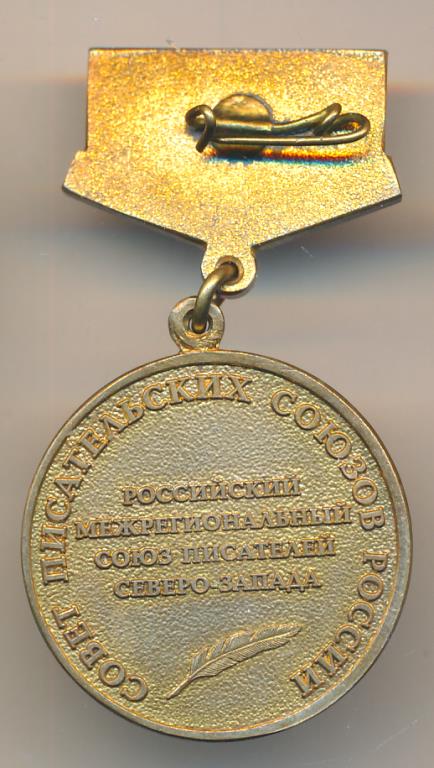 СОВЕТ ПИСАТЕЛЬСКИХ СОЮЗОВ РОССИИ
РОССИЙСКИЙ
МЕЖРЕГИОНАЛЬНЫЙ
СОЮЗ ПИСАТЕЛЕЙ
СЕВЕРО-ЗАПАДА